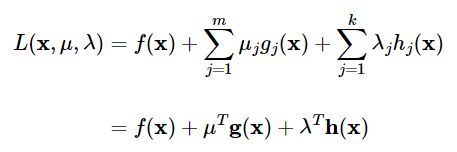 L(x, μ, λ) = f(x) + ∑_{j=1}^{m} μ_j g_j(x) + ∑_{j=1}^{k} λ_j h_j(x)
= f(x) + μ^T g(x) + λ^T h(x)